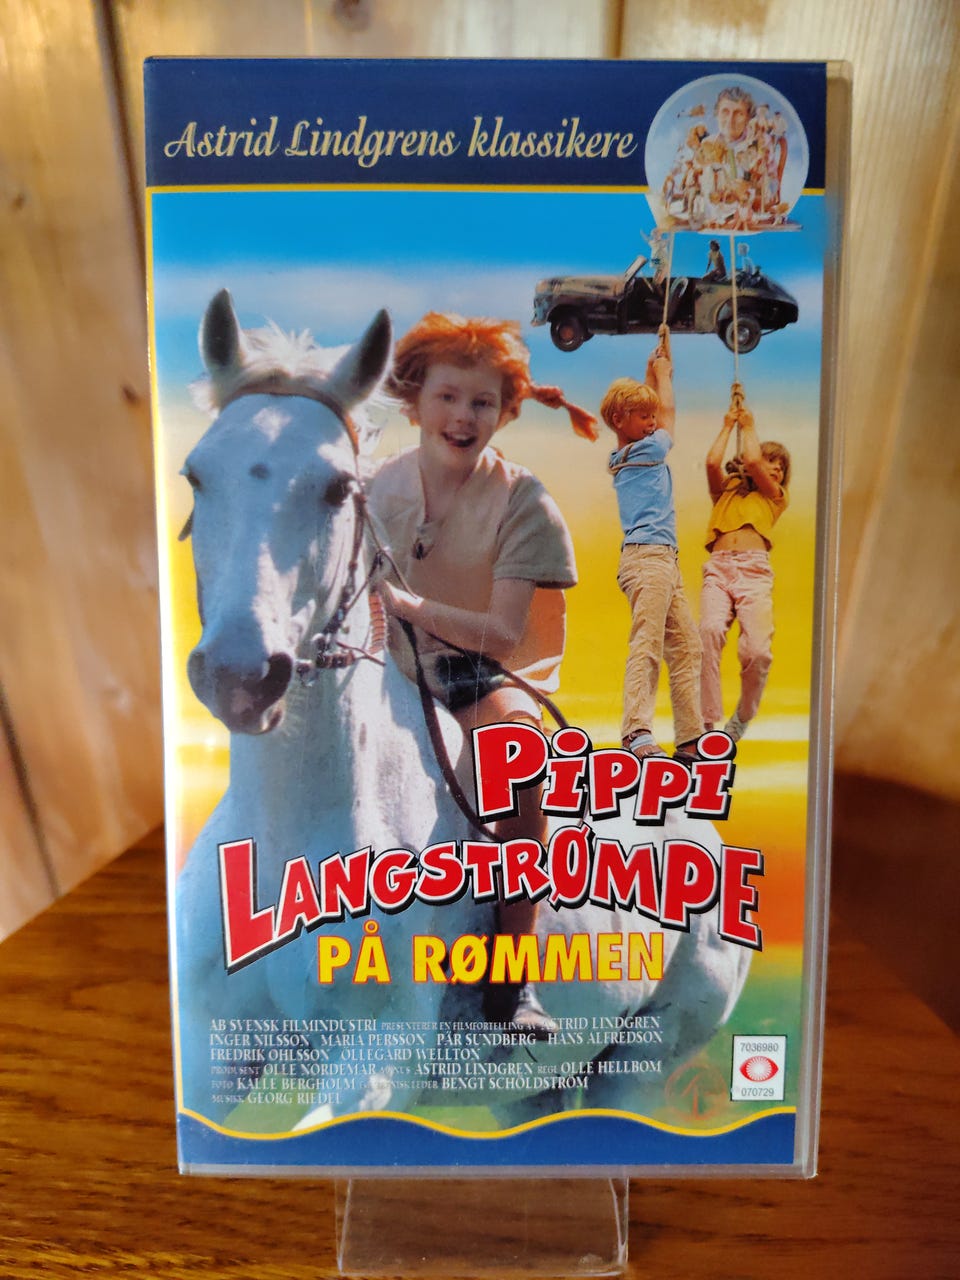 Astrid Lindgrens klassikere
PIPPI
LANGSTRØMPE
PÅ RØMMEN
AB SVENSK FILMINDUSTRI PRESENTERER EN FILMFORTELLING AV ASTRID LINDGREN
INGER NILSSON MARIA PERSSON PÄR SUNDBERG HANS ALFREDSON
FREDRIK OHLSSON ÖLLEGÅRD WELLTON
PRODUSENT OLLE NORDEMAR ASTRID LINDGREN REGI OLLE HELLBOM
FOTO KALLE BERGHOLM LEDER BENGT SCHÖLDSTRÖM
MUSIKK GEORG RIEDEL
7036980
070729